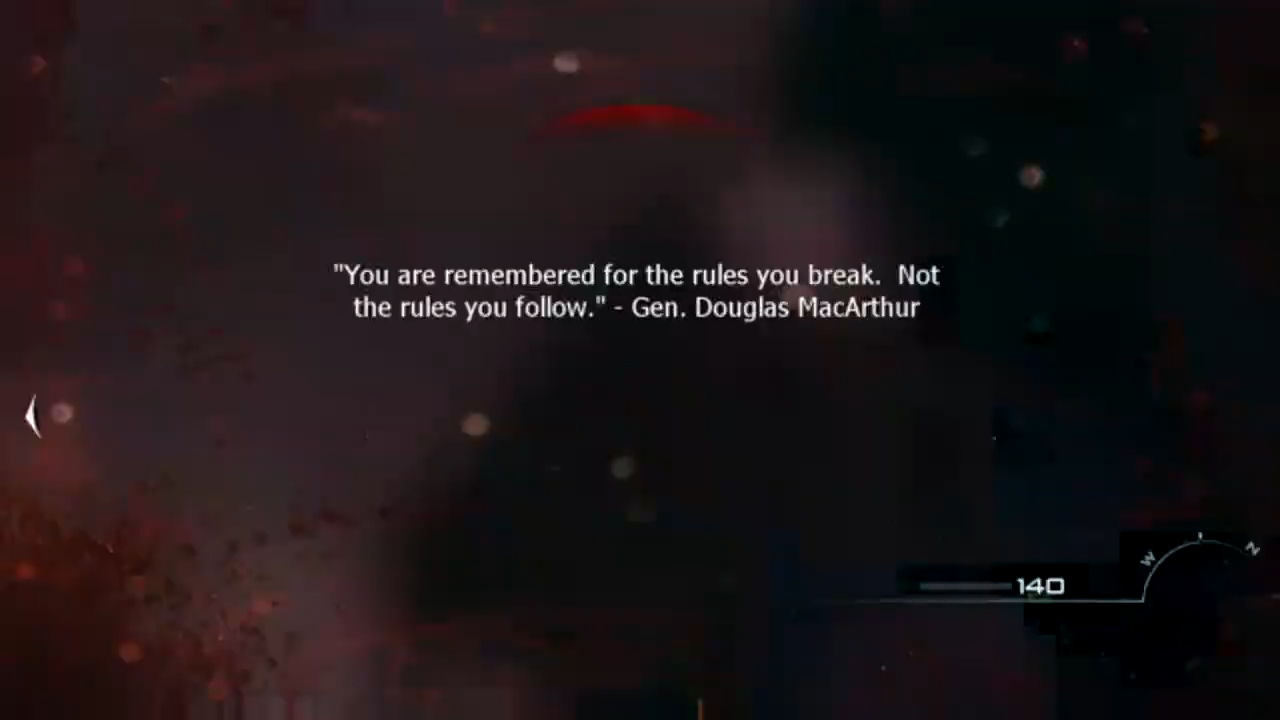 "You are remembered for the rules you break.  Not
the rules you follow." - Gen. Douglas MacArthur
140
W
N